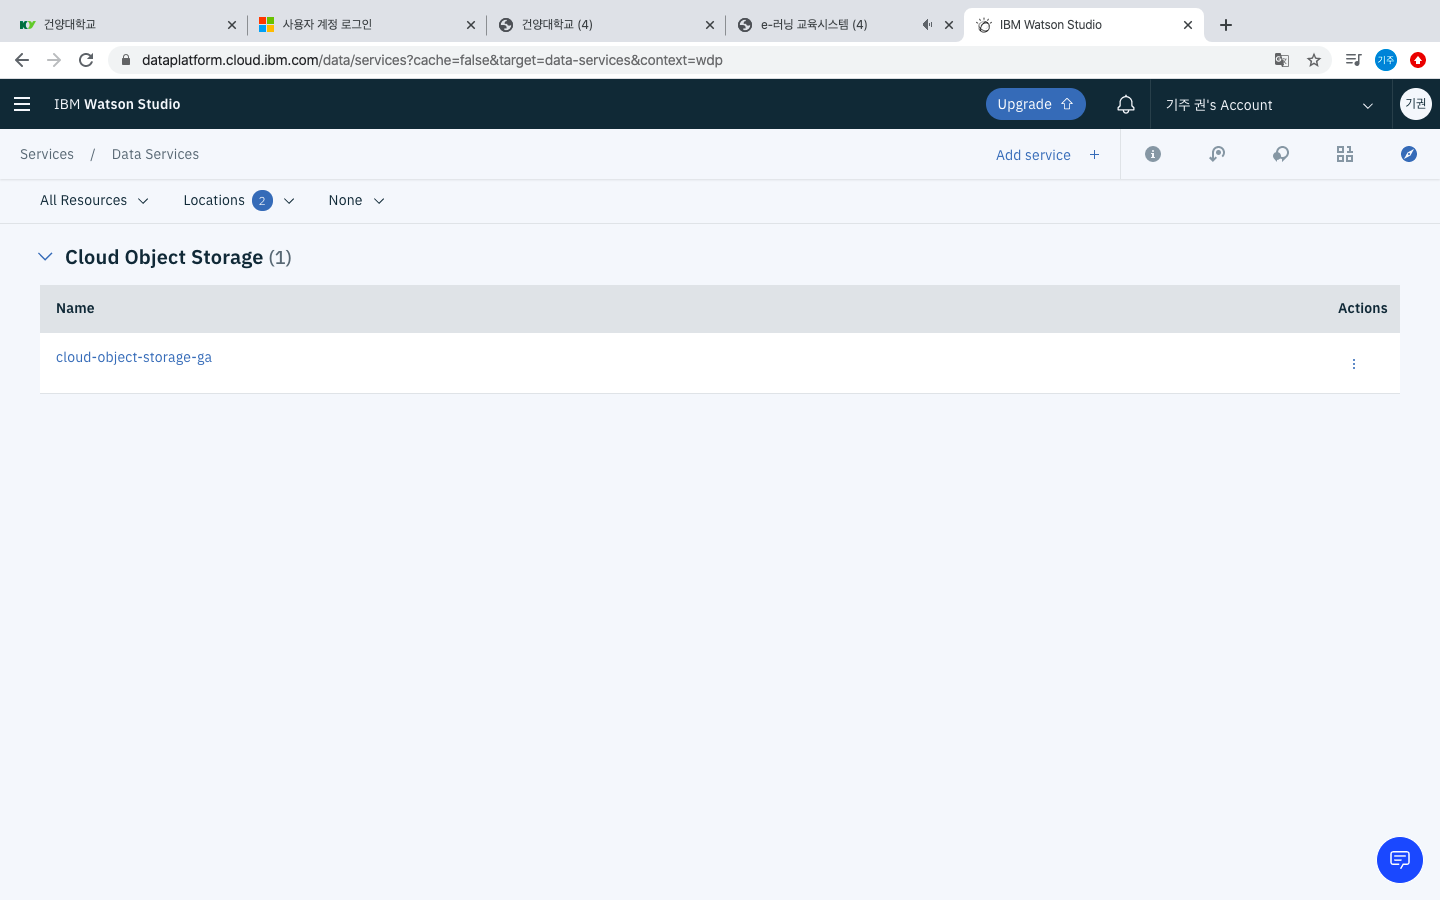 건양대학교
사용자 계정 로그인
건양대학교 (4)
e-러닝 교육시스템 (4)
IBM Watson Studio
dataplatform.cloud.ibm.com/data/services?cache=false&target=data-services&context=wdp
기주
IBM Watson Studio
Upgrade
기주 권's Account
기권
Services / Data Services
Add service +
All Resources
Locations 2
None
Cloud Object Storage (1)
Name
Actions
cloud-object-storage-ga